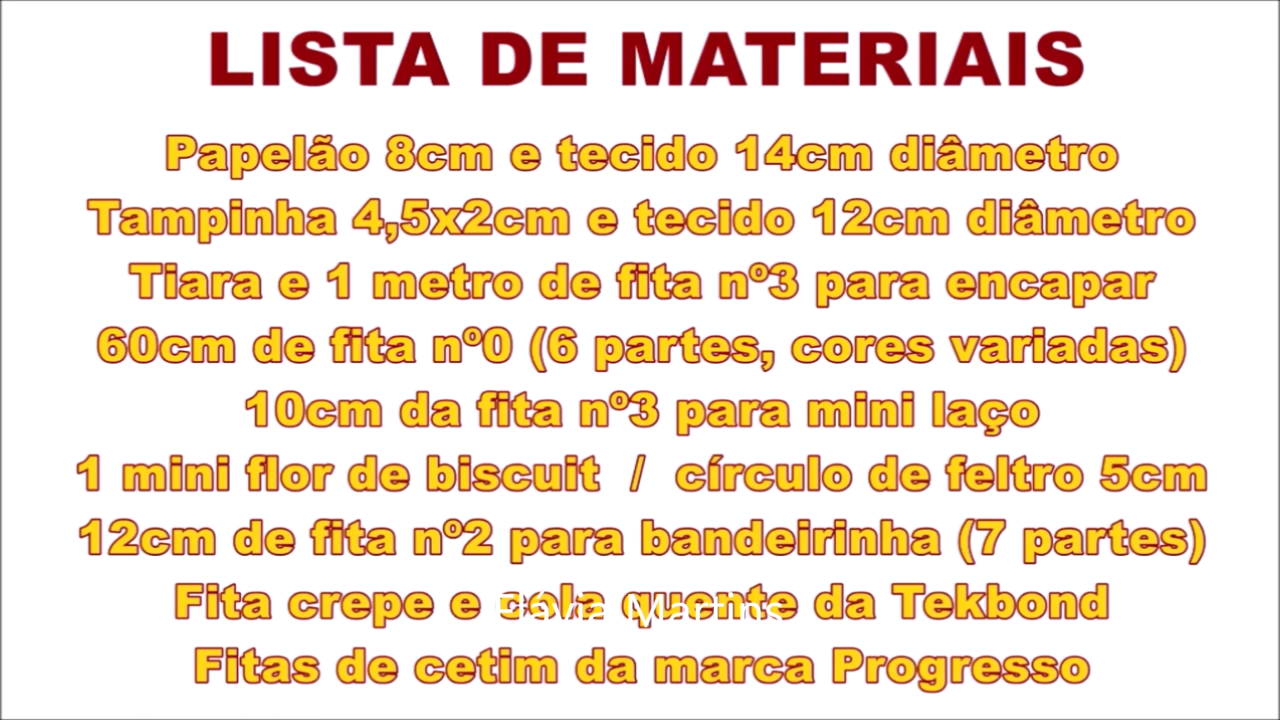 LISTA DE MATERIAIS
Papelão 8cm e tecido 14cm diâmetro
Tampinha 4,5x2cm e tecido 12cm diâmetro
Tiara e 1 metro de fita nº3 para encapar
60cm de fita nº0 (6 partes, cores variadas)
10cm da fita nº3 para mini laço
1 mini flor de biscuit / círculo de feltro 5cm
12cm de fita nº2 para bandeirinha (7 partes)
Fita crepe e cola quente da Tekbond
Flávia Martins
Fitas de cetim da marca Progresso